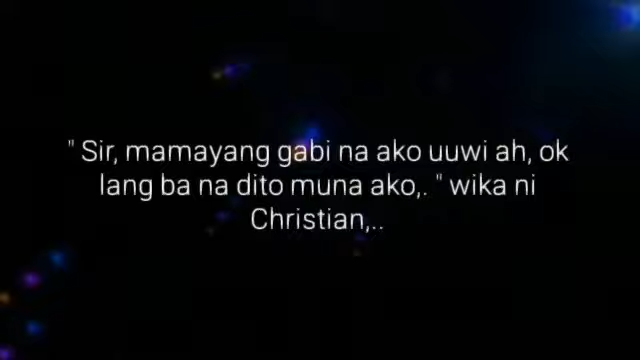 " Sir, mamayang gabi na ako uuwi ah, ok
lang ba na dito muna ako,. " wika ni
Christian,..